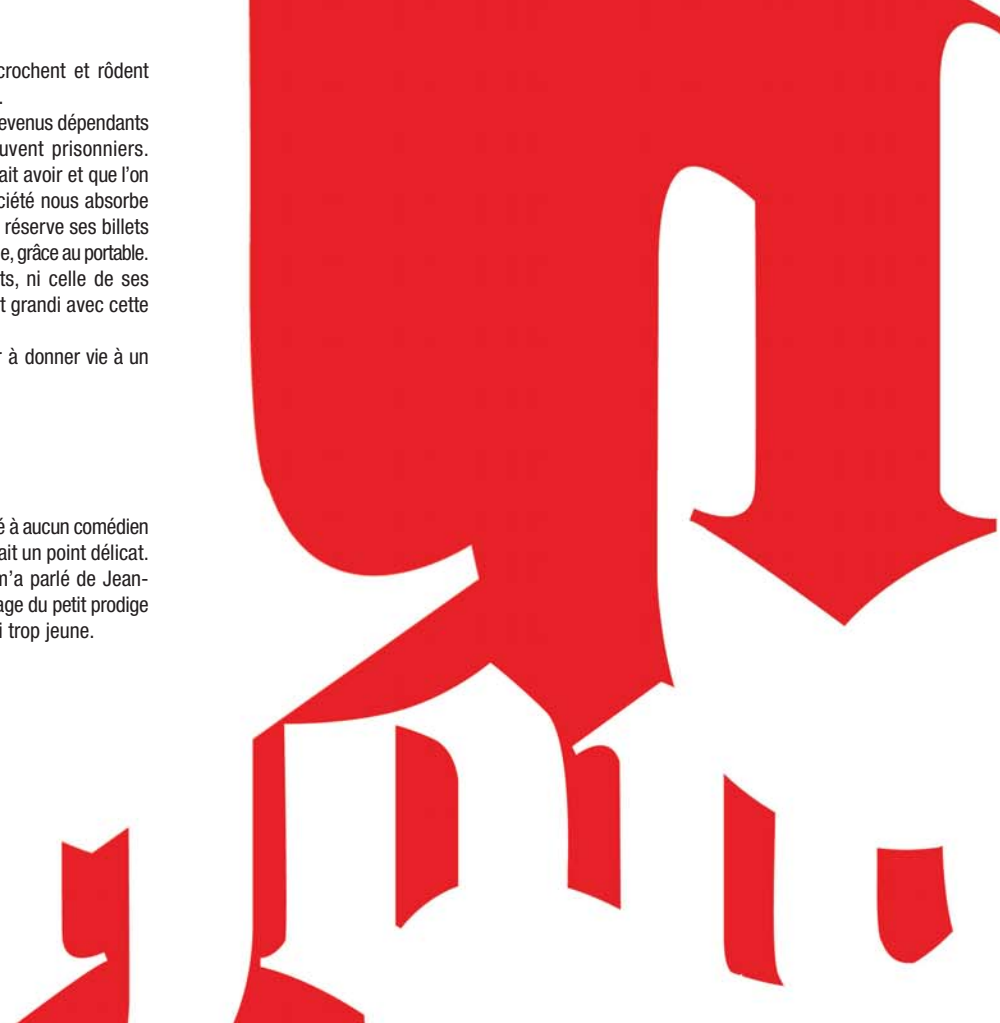 crochent et rôdent
.
evenus dépendants
uvent prisonniers.
ait avoir et que l'on
ciété nous absorbe
réserve ses billets
e, grâce au portable.
ts, ni celle de ses
t grandi avec cette
r à donner vie à un
é à aucun comédien
ait un point délicat.
m'a parlé de Jean-
age du petit prodige
i trop jeune.